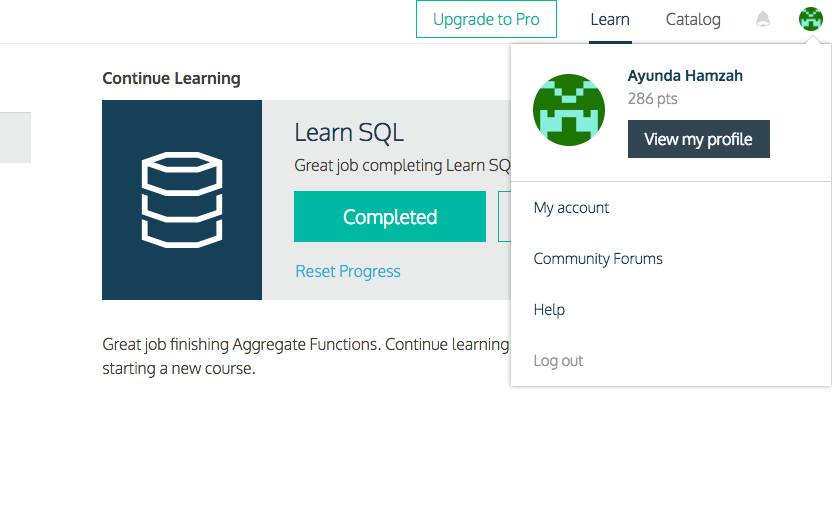 Upgrade to Pro
Learn
Catalog
Ayunda Hamzah
286 pts
View my profile
My account
Community Forums
Help
Log out
Continue Learning
Learn SQL
Great job completing Learn SQ
Completed
Reset Progress
Great job finishing Aggregate Functions. Continue learning
starting a new course.